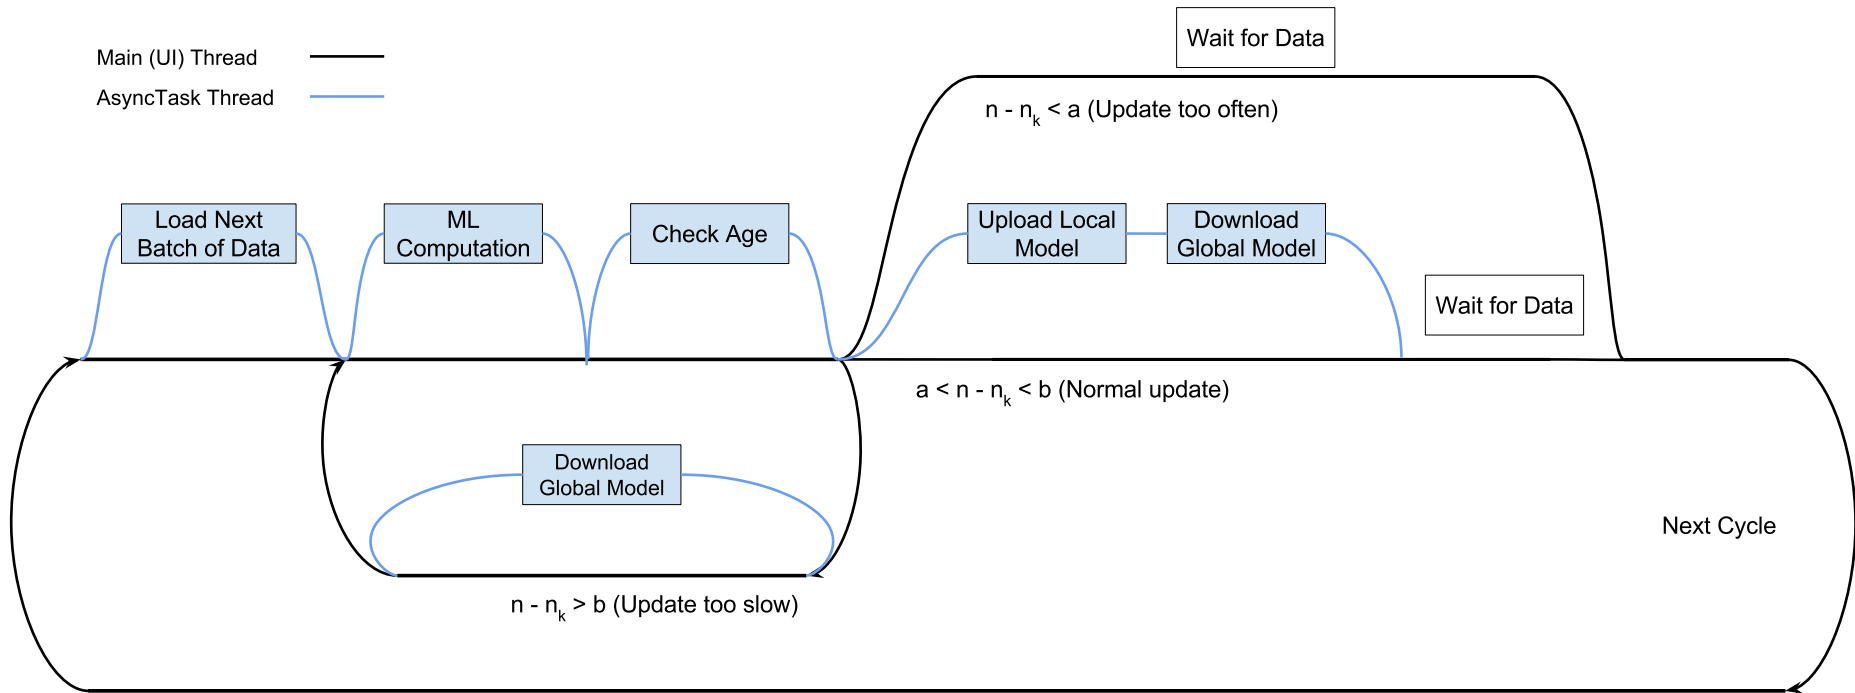 Wait for Data
Main (UI) Thread
AsyncTask Thread
n - nk < a (Update too often)
Load Next
Batch of Data
ML
Computation
Check Age
Upload Local
Model
Download
Global Model
Wait for Data
a < n - nk < b (Normal update)
Download
Global Model
Next Cycle
n - nk > b (Update too slow)